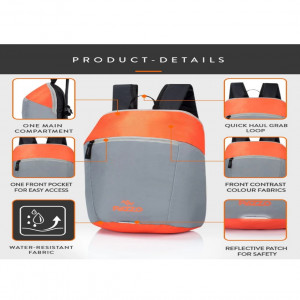 PRODUCT-DETAILS
ONE MAIN
COMPARTMENT
QUICK HAUL GRAB
LOOP
ONE FRONT POCKET
FOR EASY ACCESS
FRONT CONTRAST
COLOUR FABRICS
WATER-RESISTANT
FABRIC
REFLECTIVE PATCH
FOR SAFETY